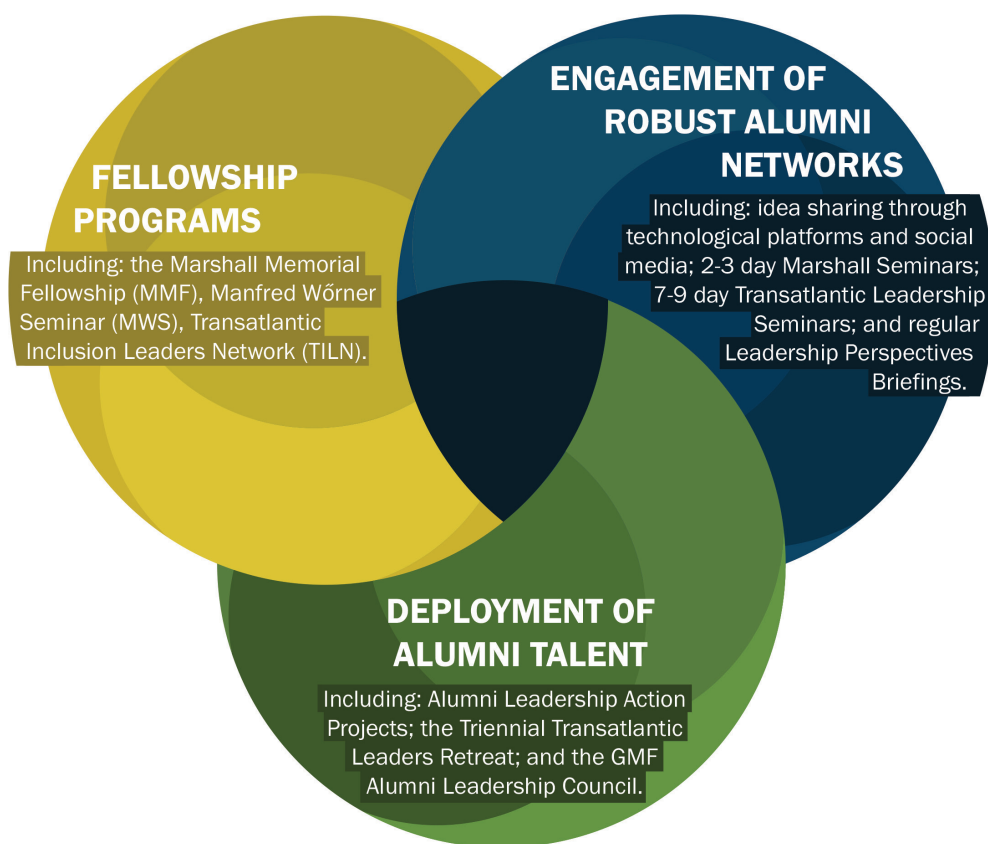 FELLOWSHIP
PROGRAMS
Including: the Marshall Memorial
Fellowship (MMF), Manfred Wőrner
Seminar (MWS), Transatlantic
Inclusion Leaders Network (TILN).
ENGAGEMENT OF
ROBUST ALUMNI
NETWORKS
Including: idea sharing through
technological platforms and social
media; 2-3 day Marshall Seminars;
7-9 day Transatlantic Leadership
Seminars; and regular
Leadership Perspectives
Briefings.
DEPLOYMENT OF
ALUMNI TALENT
Including: Alumni Leadership Action
Projects; the Triennial Transatlantic
Leaders Retreat; and the GMF
Alumni Leadership Council.